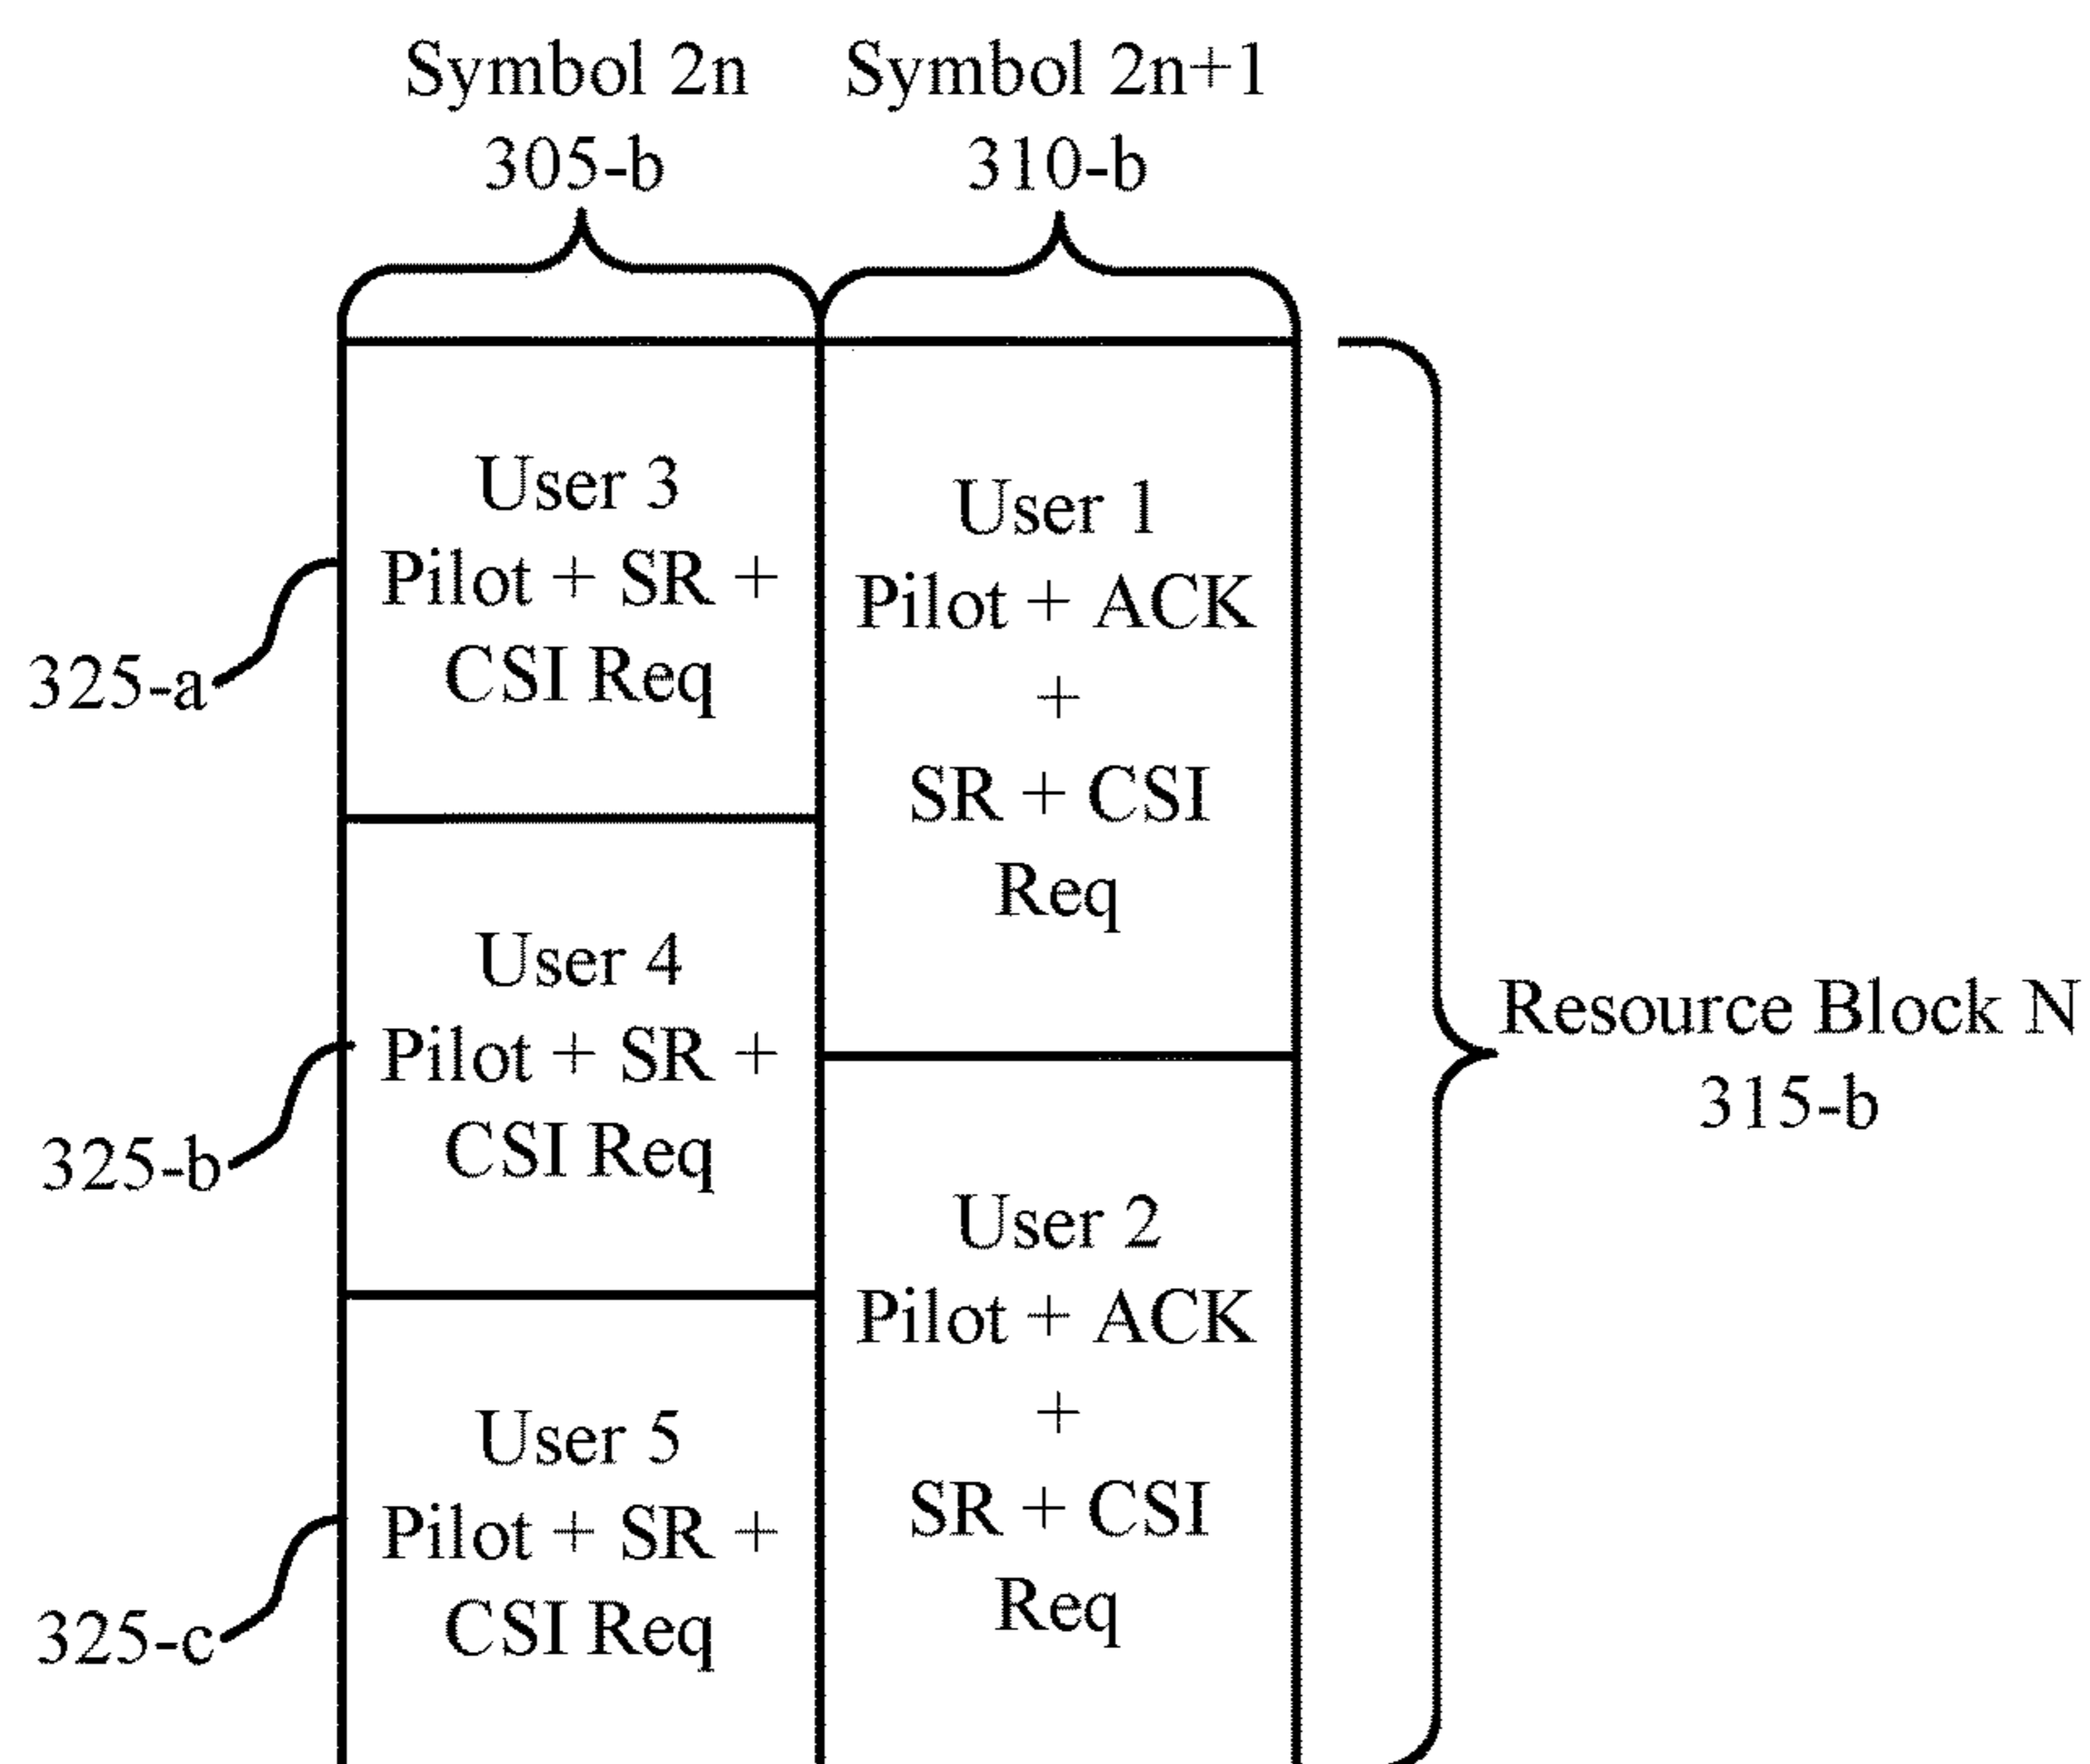 Symbol 2n
305-b
Symbol 2n+1
310-b
User 3
Pilot + SR +
CSI Req
325-a
User 4
Pilot + SR +
CSI Req
325-b
User 5
Pilot + SR +
CSI Req
325-c
User 1
Pilot + ACK
+
SR + CSI
Req
User 2
Pilot + ACK
+
SR + CSI
Req
Resource Block N
315-b